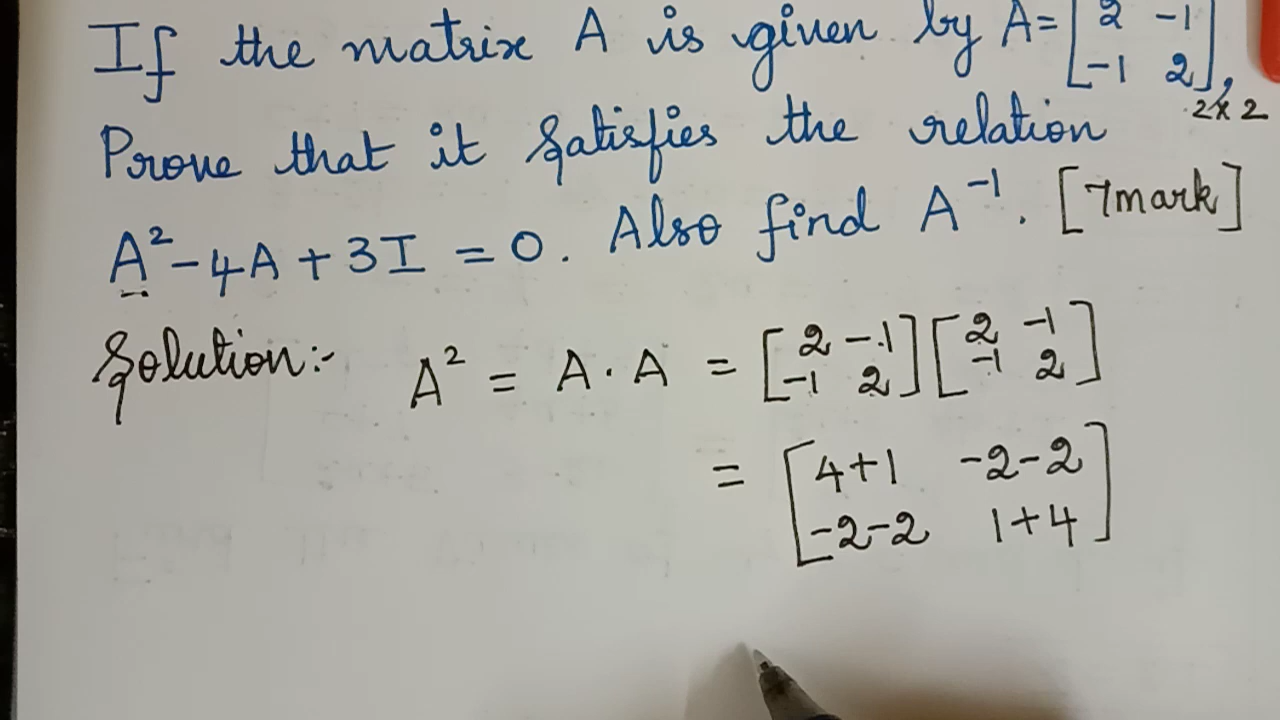 If the matrix A is given by A = [2 -1
-1 2], 2×2
Prove that it satisfies the relation
A² - 4A + 3I = 0. Also find A⁻¹. [7mark]
Solution:- A² = A · A = [2 -1
-1 2] [2 -1
-1 2]
= [4+1 -2-2
-2-2 1+4]